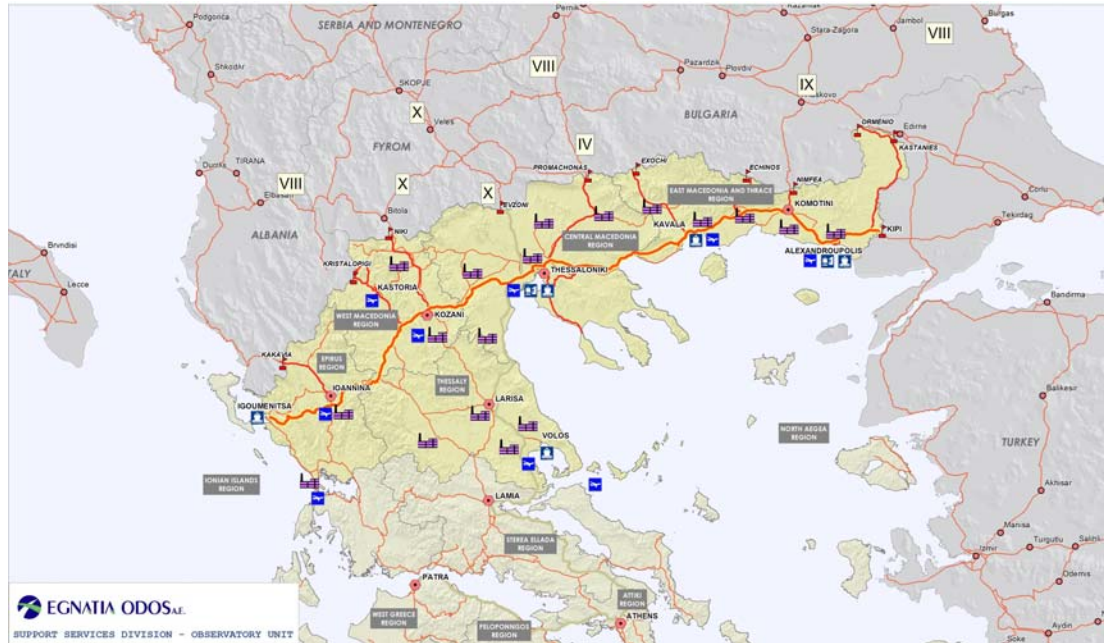 Podgorica
SERBIA AND MONTENEGRO
Pernik
Kazanlak
Jambol
Burgas
Stara-Zagora
VIII
Shkoder
SKOPJE
VIII
Pazardzik
Plovdiv
IX
Haskovo
X
Veles
BULGARIA
ORMENIO
Edirne
KASTANIES
FYROM
IV
EXOCHI
ECHINOS
PROMACHONAS
NIMFEA
Durres
TIRANA
VIII
X
X
EAST MACEDONIA AND THRACE
REGION
Elbasan
EVZONI
KOMOTINI
Corlu
Bitola
KAVALA
Tekirdag
ALBANIA
NIKI
CENTRAL MACEDONIA
REGION
KIPI
ALEXANDROUPOLIS
Brindisi
KRISTALOPIGI
THESSALONIKI
ITALY
Lecce
KASTORIA
Bandirma
WEST MACEDONIA
REGION
KOZANI
KAKAVIA
EPIRUS
REGION
THESSALY
REGION
Balikesir
IOANNINA
IGOUMENITSA
LARISA
NORTH AEGEA
REGION
VOLOS
TURKEY
IONIAN ISLANDS
REGION
Akhisar
LAMIA
Manisa
STEREA ELLADA
REGION
Turgutlu
Izmir
PATRA
Odemis
ATTIKI
REGION
EGNATIA ODOS A.E.
WEST GREECE
REGION
PELOPONNISOS
REGION
ATHENS
Aydin
SUPPORT SERVICES DIVISION - OBSERVATORY UNIT
Soke